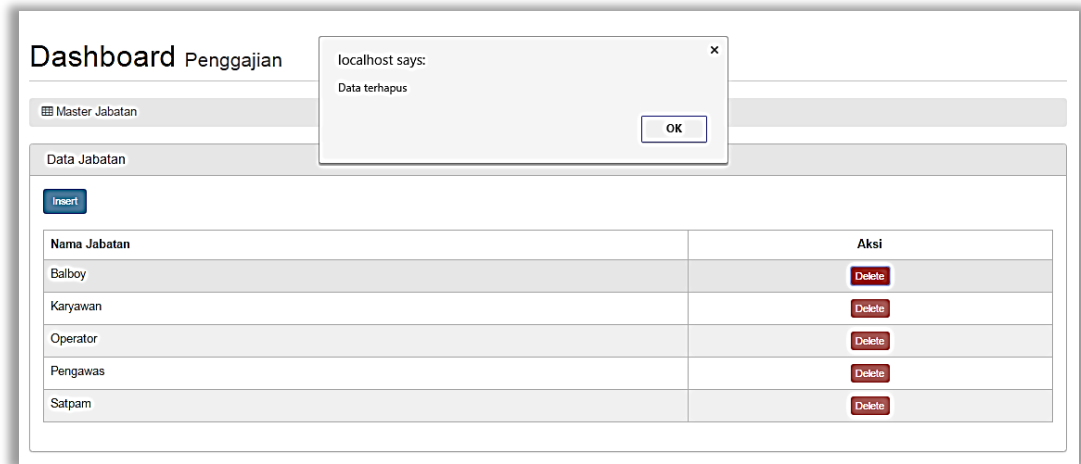 Dashboard Penggajian
localhost says:
×
Data terhapus
OK
Master Jabatan
Data Jabatan
Insert
Nama Jabatan Aksi
Balboy Delete
Karyawan Delete
Operator Delete
Pengawas Delete
Satpam Delete